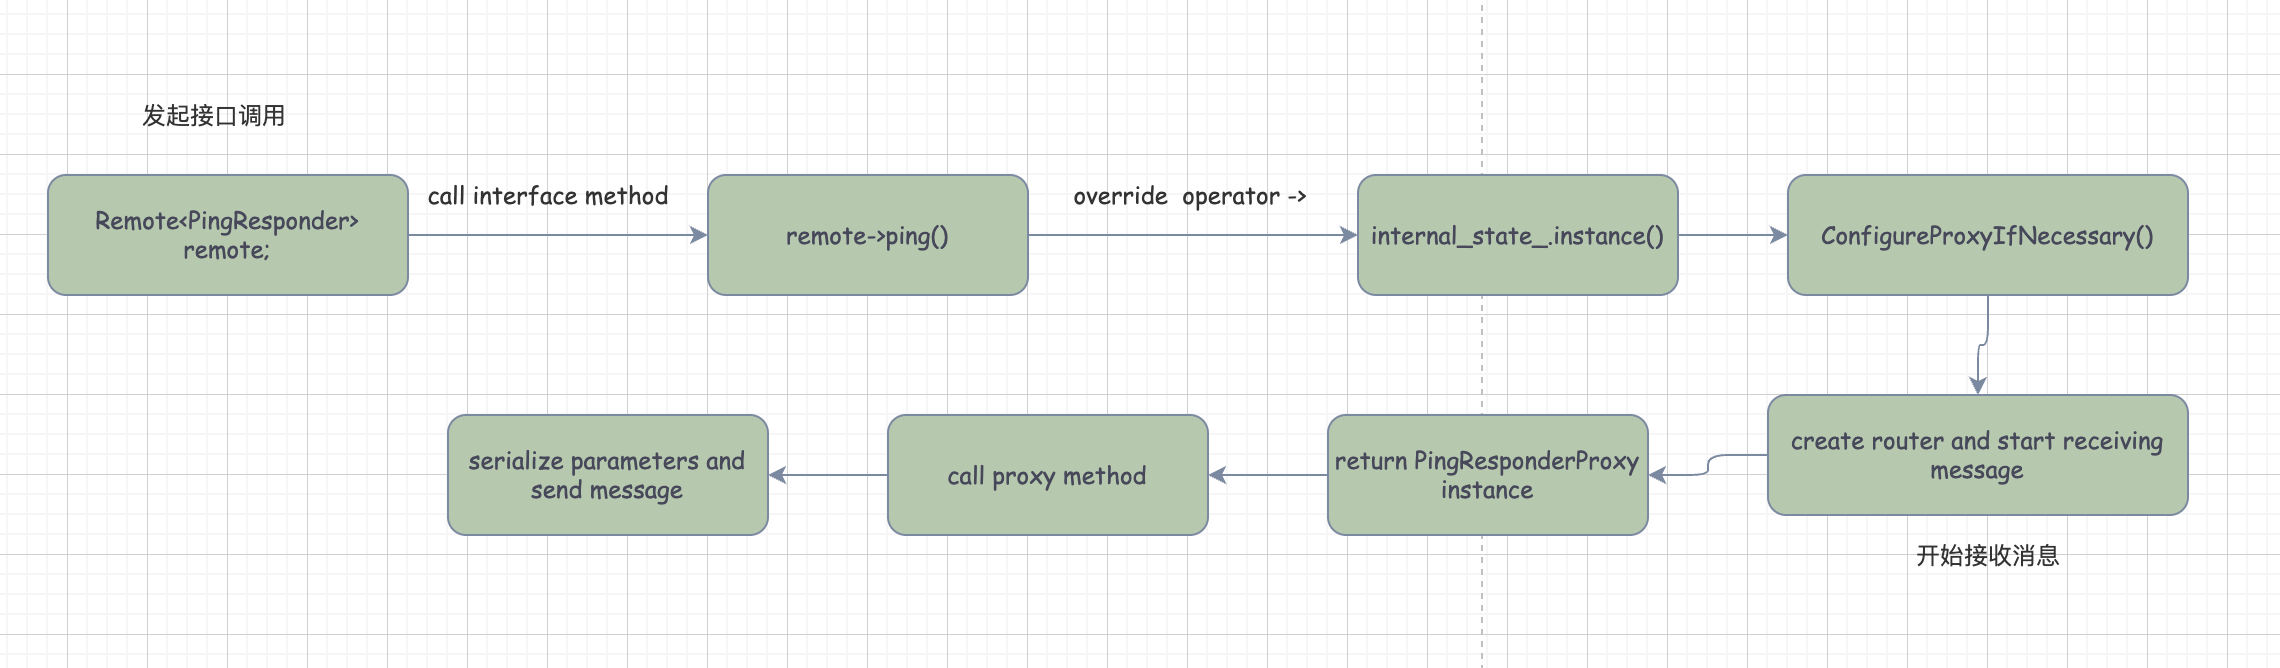 发起接口调用
Remote<PingResponder>
remote;
call interface method
remote->ping()
override  operator ->
internal_state_.instance()
ConfigureProxyIfNecessary()
create router and start receiving
message
开始接收消息
return PingResponderProxy
instance
call proxy method
serialize parameters and
send message